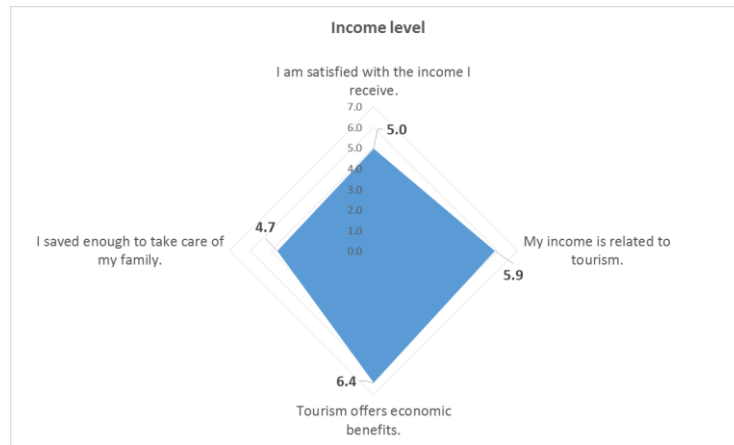 Income level
I am satisfied with the income I
receive.
7.0
6.0
5.0
5.0
4.0
3.0
2.0
1.0
0.0
4.7
I saved enough to take care of
my family.
My income is related to
tourism.
5.9
6.4
Tourism offers economic
benefits.